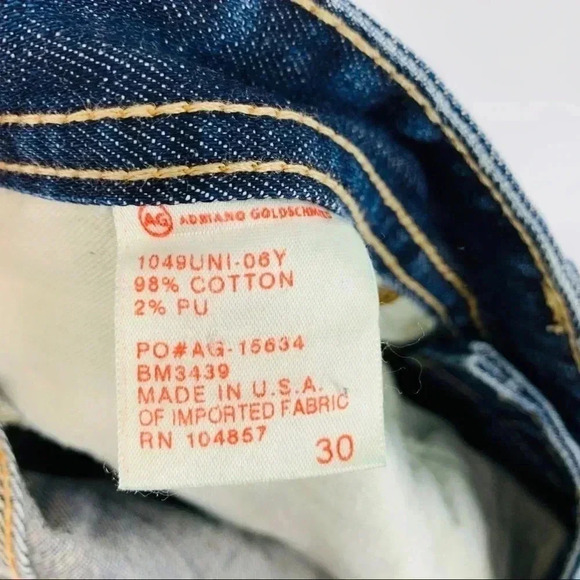 AG ADRIANO GOLDSCHMIED
1049UNI-06Y
98% COTTON
2% PU
PO#AG-15634
BM3439
MADE IN U.S.A.
OF IMPORTED FABRIC
RN 104857
30